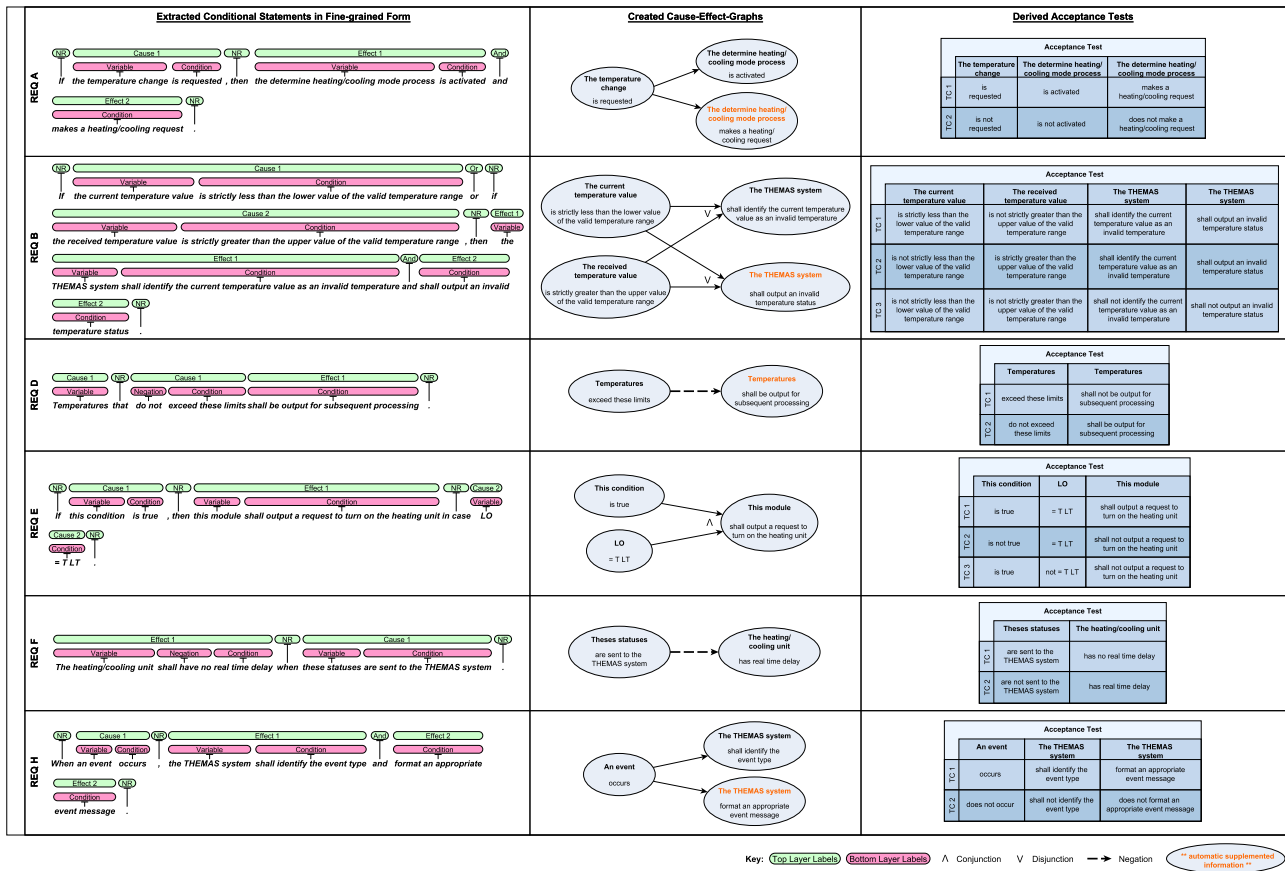 Extracted Conditional Statements in Fine-grained Form
Created Cause-Effect-Graphs
Derived Acceptance Tests
REQ A
NR Cause 1 NR Effect 1 And
Variable Condition Variable Condition
If the temperature change is requested , then the determine heating/cooling mode process is activated and
Effect 2 NR
Condition
makes a heating/cooling request .
The temperature
change
is requested
The determine heating/
cooling mode process
is activated
The determine heating/
cooling mode process
makes a heating/
cooling request
Acceptance Test
The temperature
change
The determine heating/
cooling mode process
The determine heating/
cooling mode process
TC 1
is
requested
is activated
makes a
heating/cooling request
TC 2
is not
requested
is not activated
does not make a
heating/cooling request
REQ B
NR Cause 1 Or NR
Variable Condition
If the current temperature value is strictly less than the lower value of the valid temperature range or if
Cause 2 NR Effect 1
Variable Condition Variable
the received temperature value is strictly greater than the upper value of the valid temperature range , then the
Effect 1 And Effect 2
Variable Condition Condition
THEMAS system shall identify the current temperature value as an invalid temperature and shall output an invalid
Effect 2 NR
Condition
temperature status .
The current
temperature value
is strictly less than the lower value
of the valid temperature range
The received
temperature value
is strictly greater than the upper value
of the valid temperature range
V
V
The THEMAS system
shall identify the current temperature
value as an invalid temperature
The THEMAS system
shall output an invalid
temperature status
Acceptance Test
The current
temperature value
The received
temperature value
The THEMAS
system
The THEMAS
system
TC 1
is strictly less than the
lower value of the valid
temperature range
is not strictly greater than the
upper value of the valid
temperature range
shall identify the current
temperature value as an
invalid temperature
shall output an invalid
temperature status
TC 2
is not strictly less than the
lower value of the valid
temperature range
is strictly greater than the
upper value of the valid
temperature range
shall identify the current
temperature value as an
invalid temperature
shall output an invalid
temperature status
TC 3
is not strictly less than the
lower value of the valid
temperature range
is not strictly greater than the
upper value of the valid
temperature range
shall not identify the current
temperature value as an
invalid temperature
shall not output an invalid
temperature status
REQ D
Cause 1 NR Cause 1 Effect 1 NR
Variable Negation Condition Condition
Temperatures that do not exceed these limits shall be output for subsequent processing .
Temperatures
exceed these limits
Temperatures
shall be output for
subsequent processing
Acceptance Test
Temperatures
Temperatures
TC 1
exceed these limits
shall not be output for
subsequent processing
TC 2
do not exceed
these limits
shall be output for
subsequent processing
REQ E
NR Cause 1 NR Effect 1 NR Cause 2
Variable Condition Variable Condition Variable
If this condition is true , then this module shall output a request to turn on the heating unit in case LO
Cause 2 NR
Condition
= T LT .
This condition
is true
LO
= T LT
Λ
This module
shall output a request to
turn on the heating unit
Acceptance Test
This condition
LO
This module
TC 1
is true
= T LT
shall output a request to
turn on the heating unit
TC 2
is not true
= T LT
shall not output a request to
turn on the heating unit
TC 3
is true
not = T LT
shall not output a request to
turn on the heating unit
REQ F
Effect 1 NR Cause 1 NR
Variable Negation Condition Variable Condition
The heating/cooling unit shall have no real time delay when these statuses are sent to the THEMAS system .
Theses statuses
are sent to the
THEMAS system
The heating/
cooling unit
has real time delay
Acceptance Test
Theses statuses
The heating/cooling unit
TC 1
are sent to the
THEMAS system
has no real time delay
TC 2
are not sent to the
THEMAS system
has real time delay
REQ H
NR Cause 1 NR Effect 1 And Effect 2
Variable Condition Variable Condition Condition
When an event occurs , the THEMAS system shall identify the event type and format an appropriate
Effect 2 NR
Condition
event message .
An event
occurs
The THEMAS system
shall identify the
event type
The THEMAS system
format an appropriate
event message
Acceptance Test
An event
The THEMAS
system
The THEMAS
system
TC 1
occurs
shall identify the
event type
format an appropriate
event message
TC 2
does not occur
shall not identify the
event type
does not format an
appropriate event message
Key: Top Layer Labels Bottom Layer Labels Λ Conjunction V Disjunction Negation
** automatic supplemented
information **